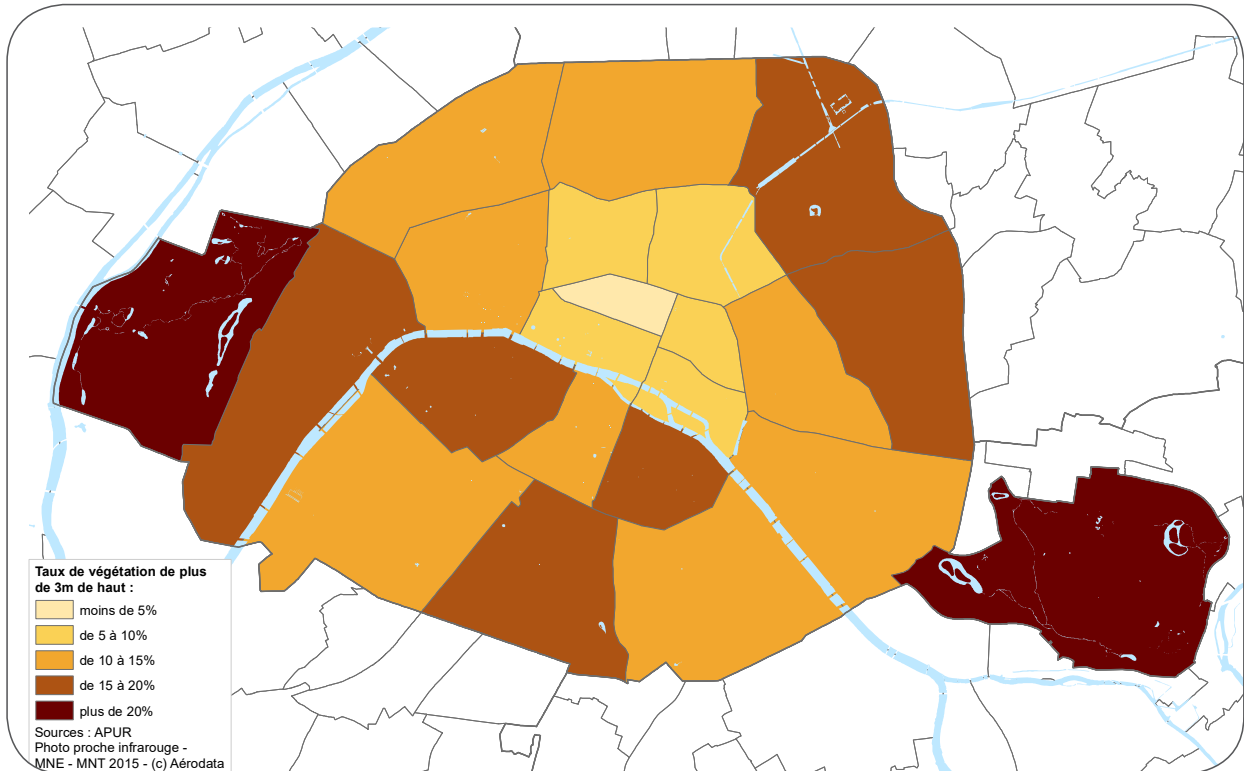 Taux de végétation de plus
de 3m de haut :
moins de 5%
de 5 à 10%
de 10 à 15%
de 15 à 20%
plus de 20%
Sources : APUR
Photo proche infrarouge -
MNE - MNT 2015 - (c) Aérodata